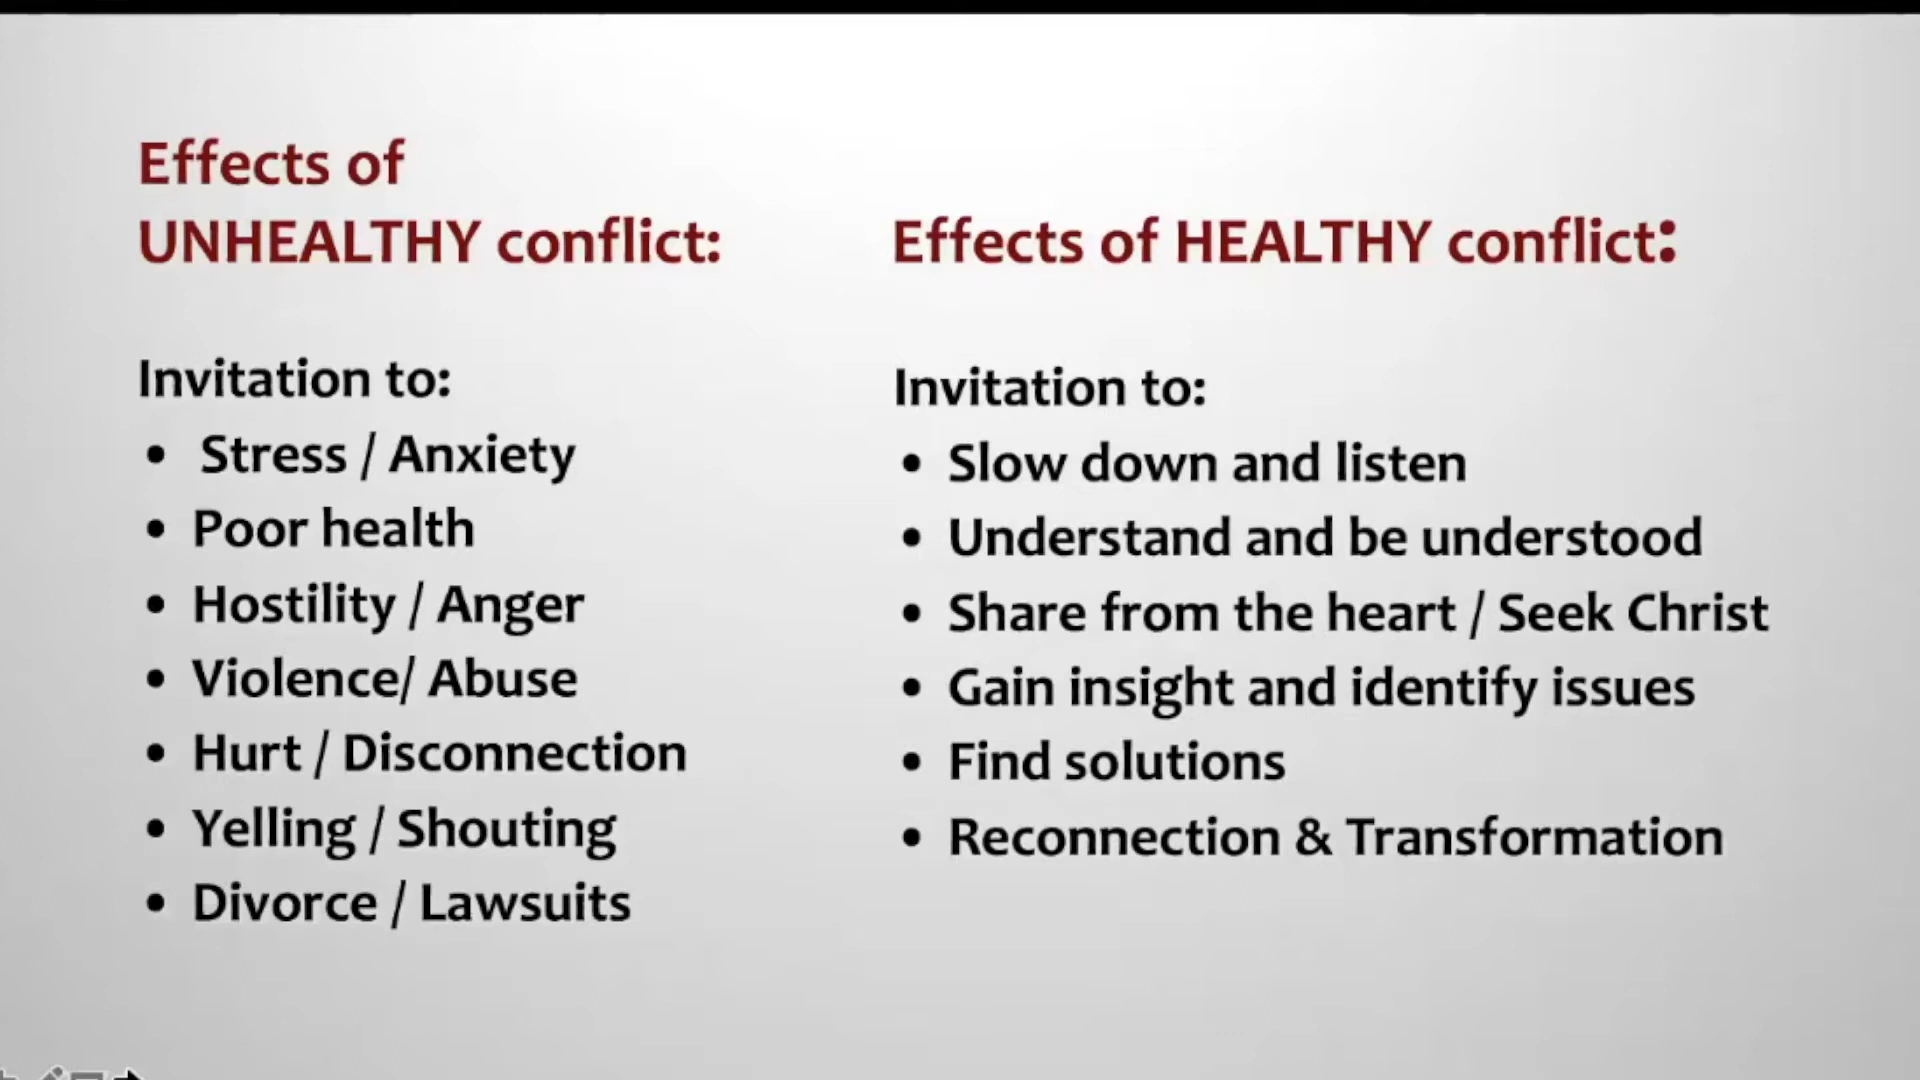 Effects of
UNHEALTHY conflict:
Invitation to:
• Stress / Anxiety
• Poor health
• Hostility / Anger
• Violence/ Abuse
• Hurt / Disconnection
• Yelling / Shouting
• Divorce / Lawsuits
Effects of HEALTHY conflict:
Invitation to:
• Slow down and listen
• Understand and be understood
• Share from the heart / Seek Christ
• Gain insight and identify issues
• Find solutions
• Reconnection & Transformation